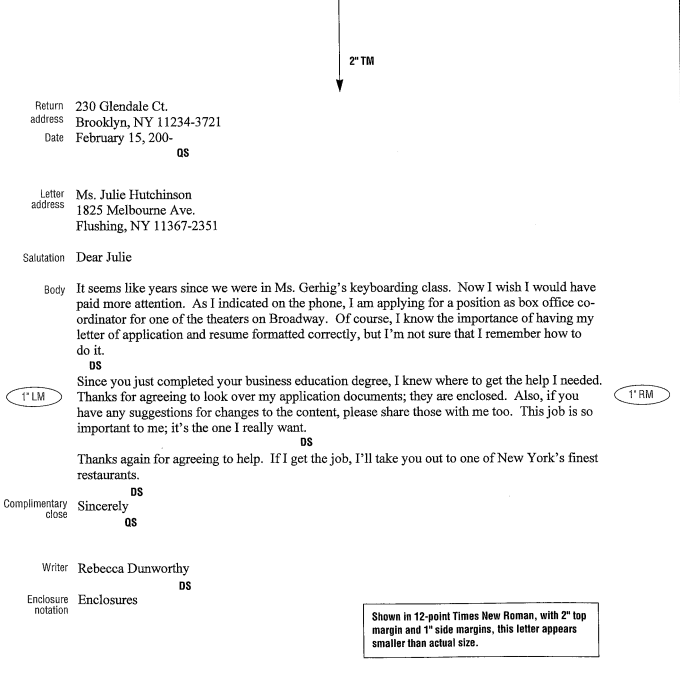 2" TM
Return address
230 Glendale Ct.
Brooklyn, NY 11234-3721
Date February 15, 200-
QS
Letter address
Ms. Julie Hutchinson
1825 Melbourne Ave.
Flushing, NY 11367-2351
Salutation Dear Julie
Body It seems like years since we were in Ms. Gerhig's keyboarding class. Now I wish I would have
paid more attention. As I indicated on the phone, I am applying for a position as box office co-
ordinator for one of the theaters on Broadway. Of course, I know the importance of having my
letter of application and resume formatted correctly, but I'm not sure that I remember how to
do it.
DS
Since you just completed your business education degree, I knew where to get the help I needed.
1" LM Thanks for agreeing to look over my application documents; they are enclosed. Also, if you 1" RM
have any suggestions for changes to the content, please share those with me too. This job is so
important to me; it's the one I really want.
DS
Thanks again for agreeing to help. If I get the job, I'll take you out to one of New York's finest
restaurants.
DS
Complimentary close
Sincerely
QS
Writer Rebecca Dunworthy
DS
Enclosure notation
Enclosures
Shown in 12-point Times New Roman, with 2" top
margin and 1" side margins, this letter appears
smaller than actual size.